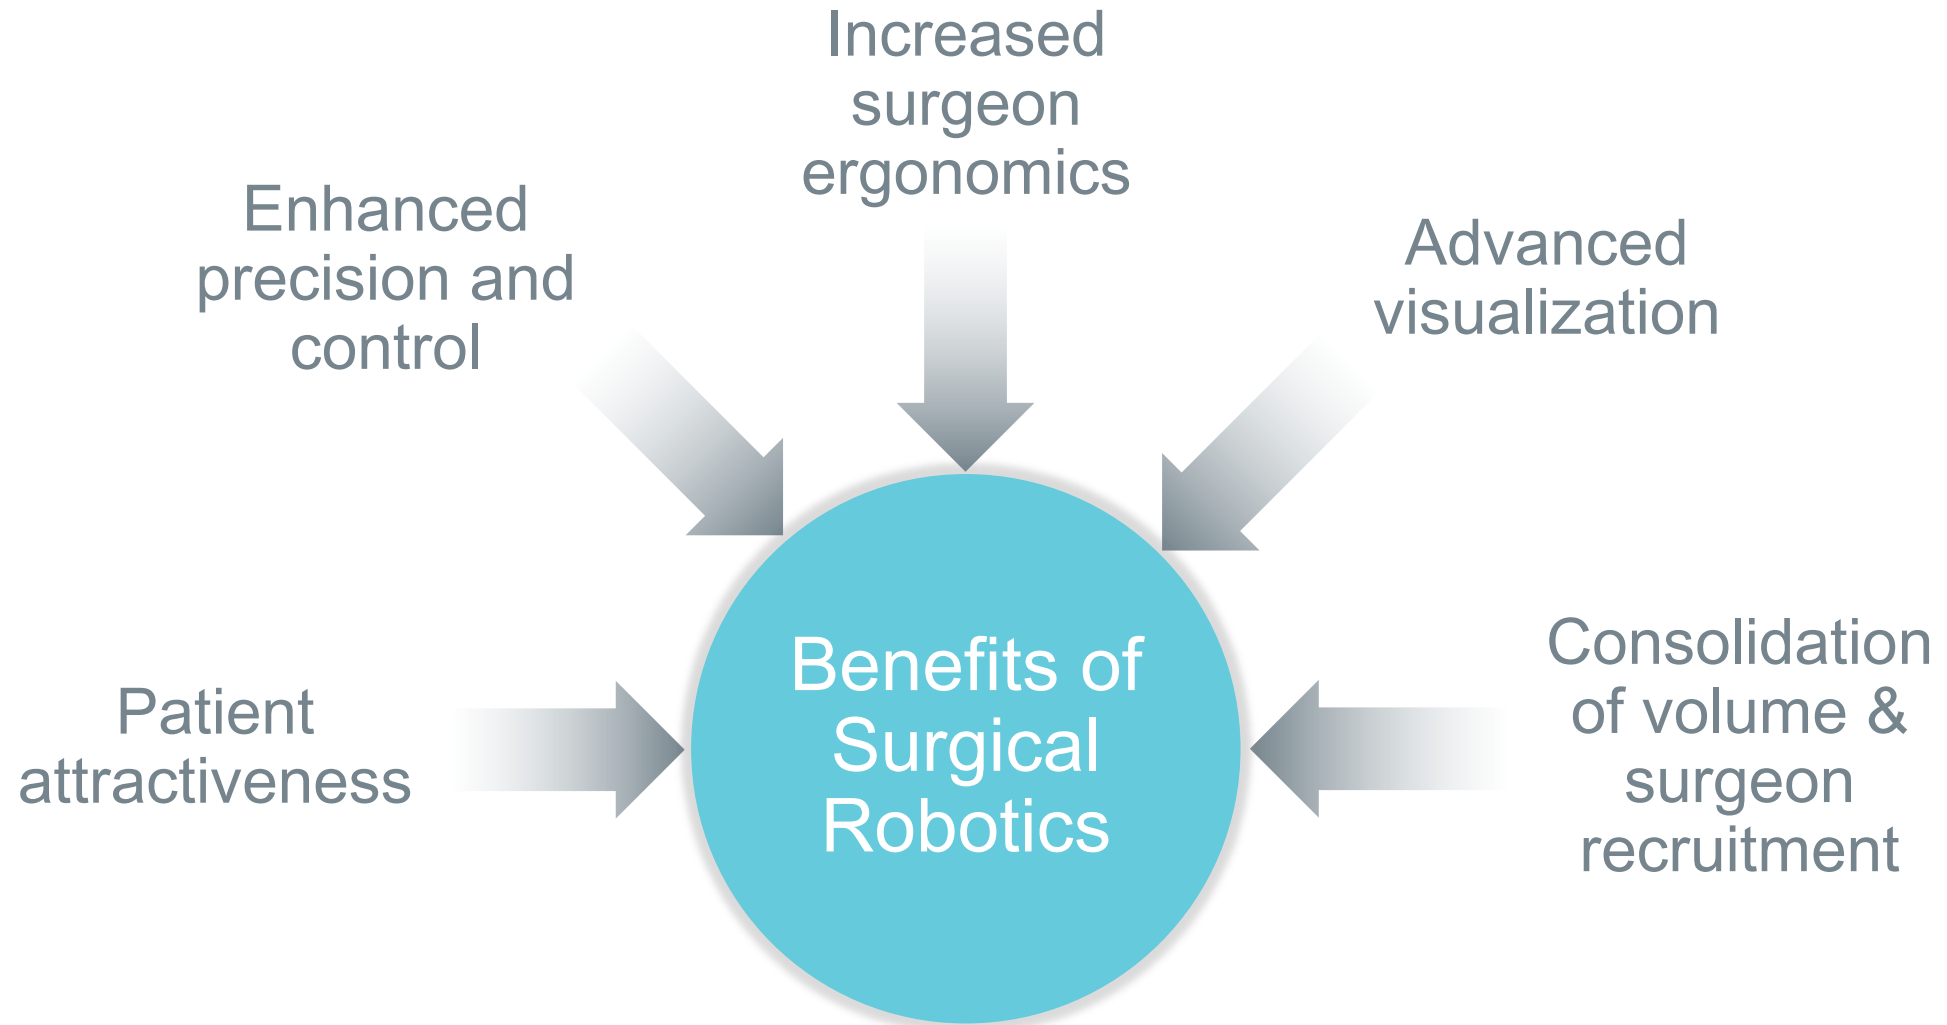 Increased
surgeon
ergonomics
Enhanced
precision and
control
Advanced
visualization
Patient
attractiveness
Benefits of
Surgical
Robotics
Consolidation
of volume &
surgeon
recruitment